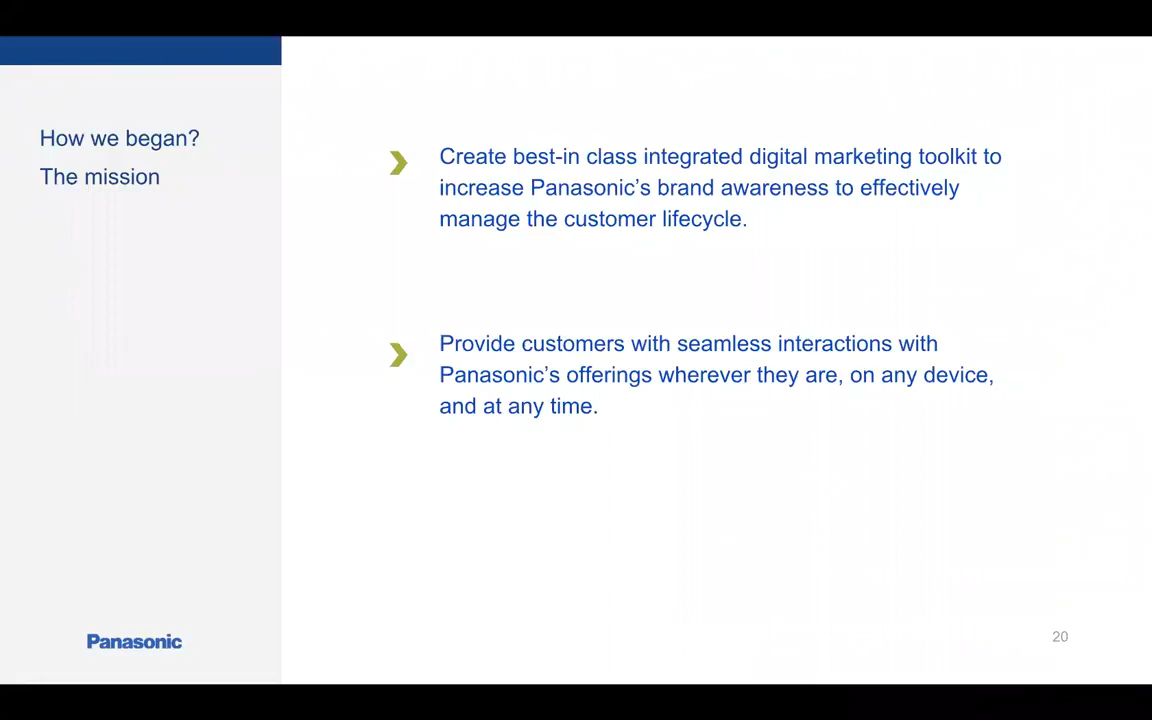 How we began?
The mission
Create best-in class integrated digital marketing toolkit to
increase Panasonic’s brand awareness to effectively
manage the customer lifecycle.
Provide customers with seamless interactions with
Panasonic’s offerings wherever they are, on any device,
and at any time.
Panasonic
20